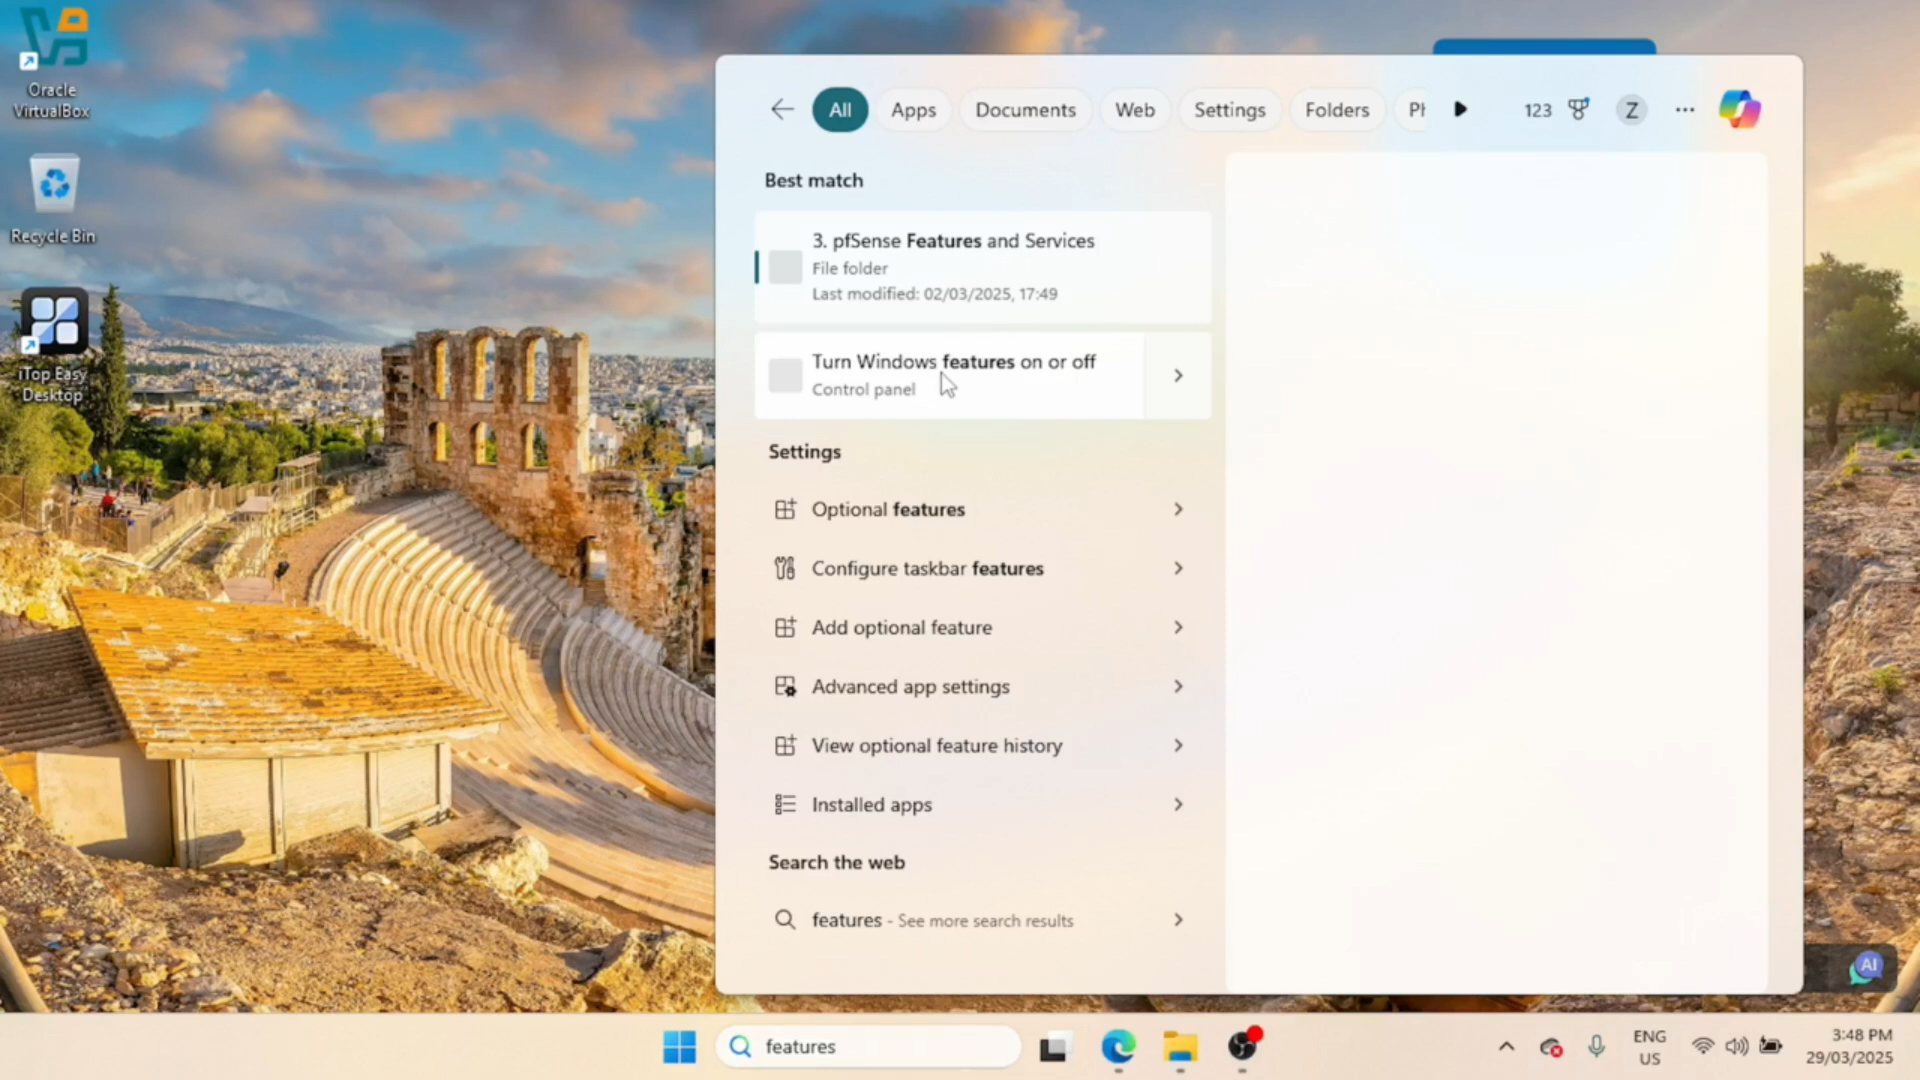 Oracle
VirtualBox
Recycle Bin
iTop Easy
Desktop
All
Apps
Documents
Web
Settings
Folders
123
Z
Best match
3. pfSense Features and Services
File folder
Last modified: 02/03/2025, 17:49
Turn Windows features on or off
Control panel
Settings
Optional features
Configure taskbar features
Add optional feature
Advanced app settings
View optional feature history
Installed apps
Search the web
features - See more search results
AI
features
ENG
US
3:48 PM
29/03/2025